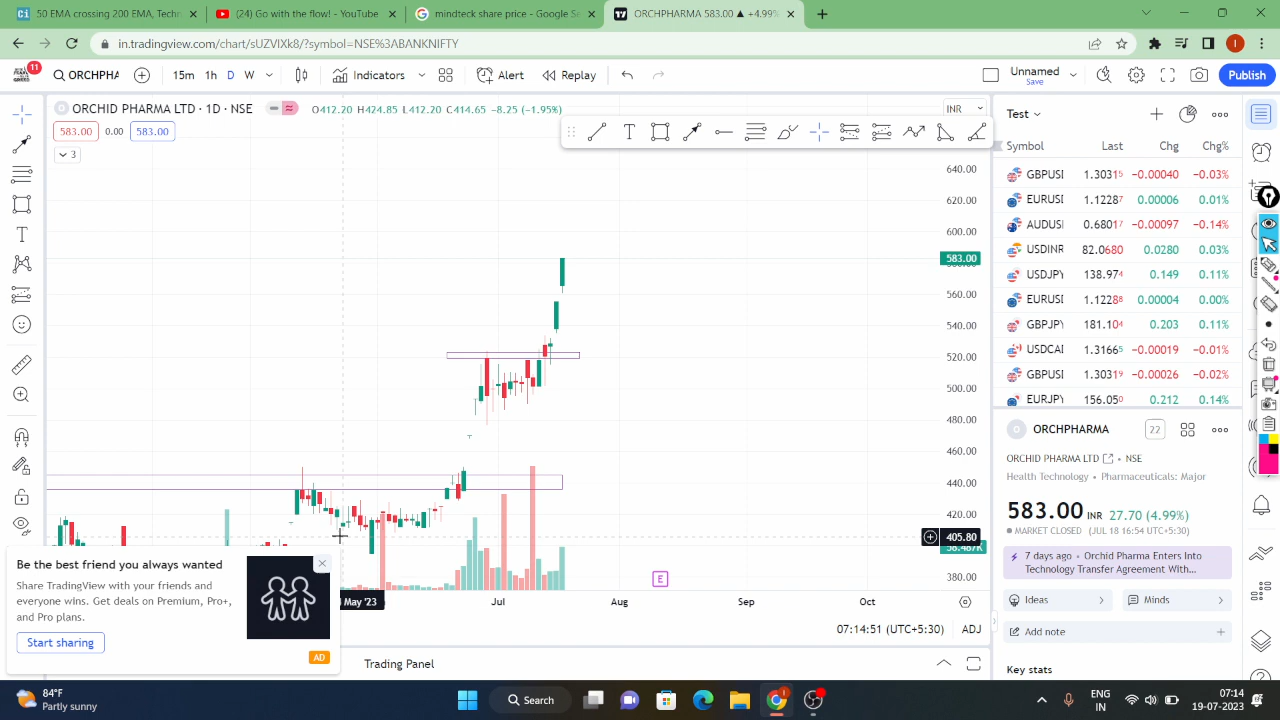 50 EMA crossing 200 EMA, Techn
(24) Go with the flow! - YouTube
mindeck share price - Google Se
ORCHPHARMA 583.00 ▲ +4.99%
in.tradingview.com/chart/sUZVIXk8/?symbol=NSE%3ABANKNIFTY
11
ORCHPHA
15m 1h D W
Indicators
Alert
Replay
Unnamed
Save
Publish
ORCHID PHARMA LTD · 1D · NSE
O412.20 H424.85 L412.20 C414.65 −8.25 (−1.95%)
INR
583.00 0.00 583.00
3
640.00
620.00
600.00
583.00
560.00
540.00
520.00
500.00
480.00
460.00
440.00
420.00
405.80
58.487K
380.00
E
May '23
Jul
Aug
Sep
Oct
07:14:51 (UTC+5:30)
ADJ
Trading Panel
Be the best friend you always wanted
Share TradingView with your friends and
everyone wins. Get deals on Premium, Pro+,
and Pro plans.
Start sharing
AD
Test
Symbol Last Chg Chg%
GBPUSI 1.30315 −0.00040 −0.03%
EURUSI 1.12287 0.00006 0.01%
AUDUSI 0.68017 −0.00097 −0.14%
USDINR 82.0680 0.0280 0.03%
USDJPY 138.974 0.149 0.11%
EURUSI 1.12288 0.00004 0.00%
GBPJPY 181.104 0.203 0.11%
USDCAI 1.31665 −0.00019 −0.01%
GBPUSI 1.30319 −0.00026 −0.02%
EURJPY 156.050 0.212 0.14%
ORCHPHARMA
22
ORCHID PHARMA LTD • NSE
Health Technology • Pharmaceuticals: Major
583.00 INR 27.70 (4.99%)
MARKET CLOSED (JUL 18 16:54 UTC+5:30)
7 days ago • Orchid Pharma Enters Into
Technology Transfer Agreement With...
Ideas
Minds
Add note
Key stats
84°F
Partly sunny
Search
ENG
IN
07:14
19-07-2023